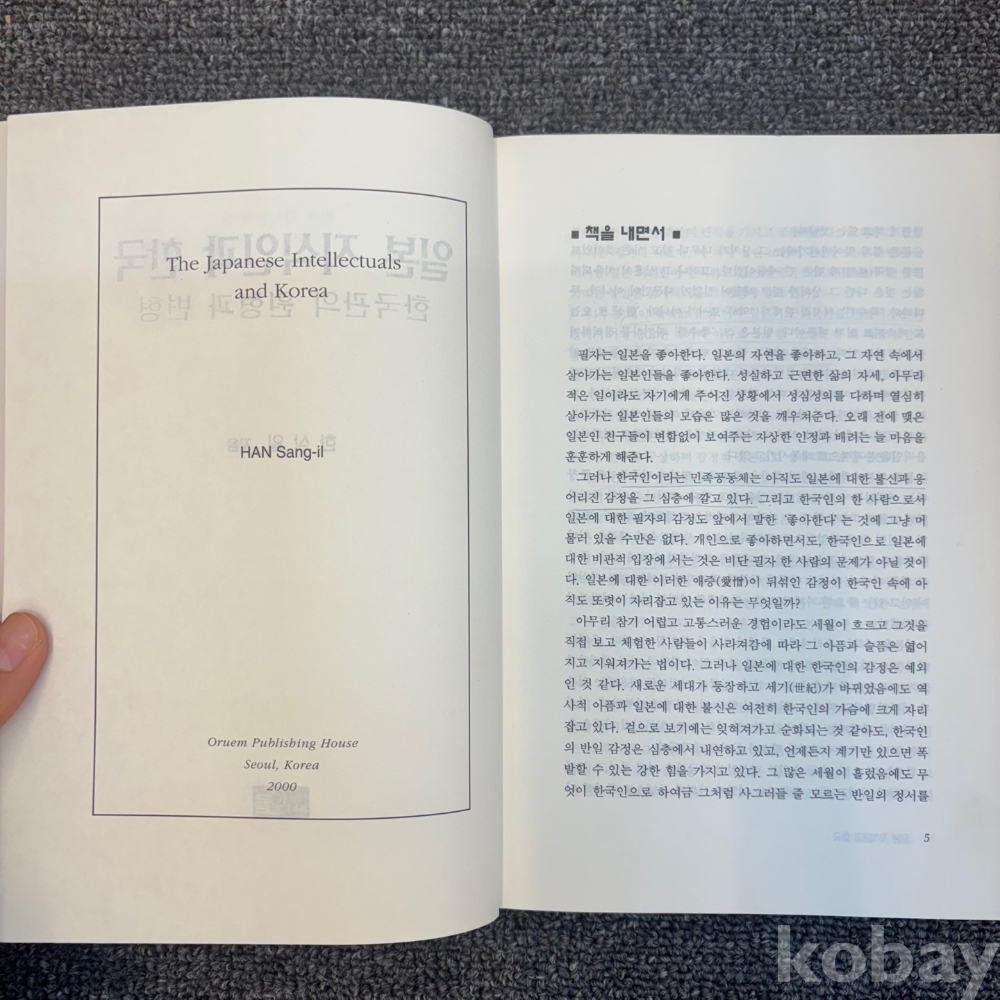 The Japanese Intellectuals
and Korea
HAN Sang-il
Oruem Publishing House
Seoul, Korea
2000
■ 책을 내면서 ■
필자는 일본을 좋아한다. 일본의 자연을 좋아하고, 그 자연 속에서
살아가는 일본인들을 좋아한다. 성실하고 근면한 삶의 자세, 아무리
적은 일이라도 자기에게 주어진 상황에서 성심성의를 다하며 열심히
살아가는 일본인들의 모습은 많은 것을 깨우쳐준다. 오래 전에 맺은
일본인 친구들이 변함없이 보여주는 자상한 인정과 배려는 늘 마음을
훈훈하게 해준다.
그러나 한국인이라는 민족공동체는 아직도 일본에 대한 불신과 응
어리진 감정을 그 심층에 깔고 있다. 그리고 한국인의 한 사람으로서
일본에 대한 필자의 감정도 앞에서 말한 '좋아한다'는 것에 그냥 머
물러 있을 수만은 없다. 개인으로 좋아하면서도, 한국인으로 일본에
대한 비판적 입장에 서는 것은 비단 필자 한 사람의 문제가 아닐 것이
다. 일본에 대한 이러한 애증(愛憎)이 뒤섞인 감정이 한국인 속에 아
직도 또렷이 자리잡고 있는 이유는 무엇일까?
아무리 참기 어렵고 고통스러운 경험이라도 세월이 흐르고 그것을
직접 보고 체험한 사람들이 사라져감에 따라 그 아픔과 슬픔은 엷어
지고 지워져가는 법이다. 그러나 일본에 대한 한국인의 감정은 예외
인 것 같다. 새로운 세대가 등장하고 세기(世紀)가 바뀌었음에도 역
사적 아픔과 일본에 대한 불신은 여전히 한국인의 가슴에 크게 자리
잡고 있다. 겉으로 보기에는 잊혀져가고 순화되는 것 같아도, 한국인
의 반일 감정은 심층에서 내연하고 있고, 언제든지 계기만 있으면 폭
발할 수 있는 강한 힘을 가지고 있다. 그 많은 세월이 흘렀음에도 무
엇이 한국인으로 하여금 그처럼 사그러들 줄 모르는 반일의 정서를
5
kobay